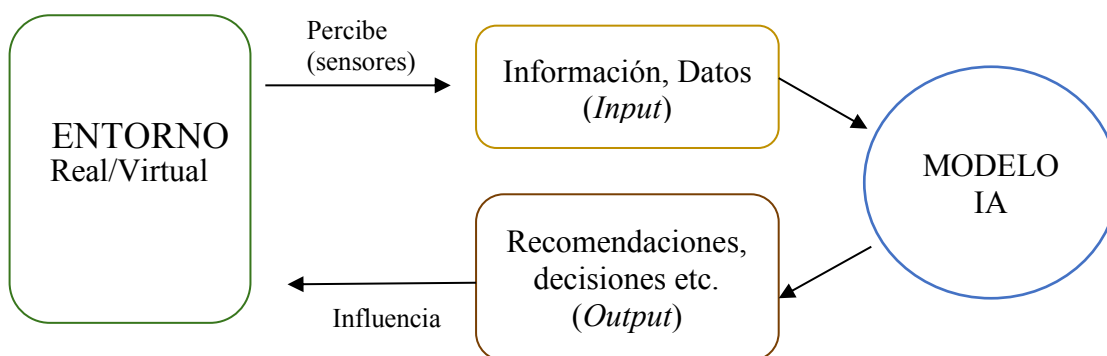 ENTORNO
Real/Virtual
Percibe
(sensores)
Información, Datos
(Input)
MODELO
IA
Recomendaciones,
decisiones etc.
(Output)
Influencia